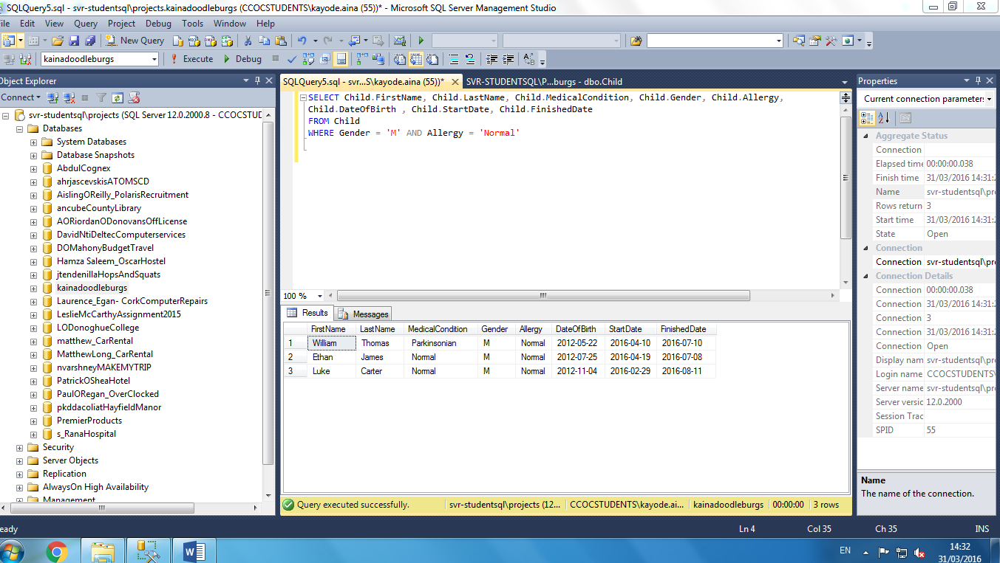 SQLQuery5.sql - svr-studentsql\projects.kainadoodleburgs (CCOCSTUDENTS\kayode.aina (55))* - Microsoft SQL Server Management Studio
Edit View Query Project Debug Tools Window Help
New Query
kainadoodleburgs Execute Debug
Object Explorer
Connect
svr-studentsql\projects (SQL Server 12.0.2000.8 - CCOCSTUD
Databases
System Databases
Database Snapshots
AbdulCognex
ahrjascevskisATOMSCD
AislingOReilly_PolarisRecruitment
ancubeCountyLibrary
AORiordanODonovansOffLicense
DavidNtiDeltecComputerservices
DOMahonyBudgetTravel
Hamza Saleem_OscarHostel
jtendenillaHopsAndSquats
kainadoodleburgs
Laurence_Egan- CorkComputerRepairs
LeslieMcCarthyAssignment2015
LODonoghueCollege
matthew_CarRental
MatthewLong_CarRental
nvarshneyMAKEMYTRIP
PatrickOSheaHotel
PaulORegan_OverClocked
pkddacoliatHayfieldManor
PremierProducts
s_RanaHospital
Security
Server Objects
Replication
AlwaysOn High Availability
Management
SQLQuery5.sql - svr...S\kayode.aina (55))* SVR-STUDENTSQL\P...burgs - dbo.Child
SELECT Child.FirstName, Child.LastName, Child.MedicalCondition, Child.Gender, Child.Allergy,
Child.DateOfBirth , Child.StartDate, Child.FinishedDate
FROM Child
WHERE Gender = 'M' AND Allergy = 'Normal'
100 %
Results Messages
FirstName LastName MedicalCondition Gender Allergy DateOfBirth StartDate FinishedDate
1 William Thomas Parkinsonian M Normal 2012-05-22 2016-04-10 2016-07-10
2 Ethan James Normal M Normal 2012-07-25 2016-04-19 2016-07-08
3 Luke Carter Normal M Normal 2012-11-04 2016-02-29 2016-08-11
Query executed successfully. svr-studentsql\projects (12... CCOCSTUDENTS\kayode.ai... kainadoodleburgs 00:00:00 3 rows
Properties
Current connection parameters
Aggregate Status
Connection
Elapsed time 00:00:00.038
Finish time 31/03/2016 14:31:
Name svr-studentsql\pr
Rows return 3
Start time 31/03/2016 14:31:
State Open
Connection
Connection svr-studentsql\pr
Connection Details
Connection 00:00:00.038
Connection 31/03/2016 14:31:
Connection 3
Connection 31/03/2016 14:31:
Connection Open
Display nam svr-studentsql\pr
Login name CCOCSTUDENTS\
Server name svr-studentsql\pr
Server versic 12.0.2000
Session Trac
SPID 55
Name
The name of the connection.
eady Ln 4 Col 35 Ch 35 INS
EN 14:32
31/03/2016